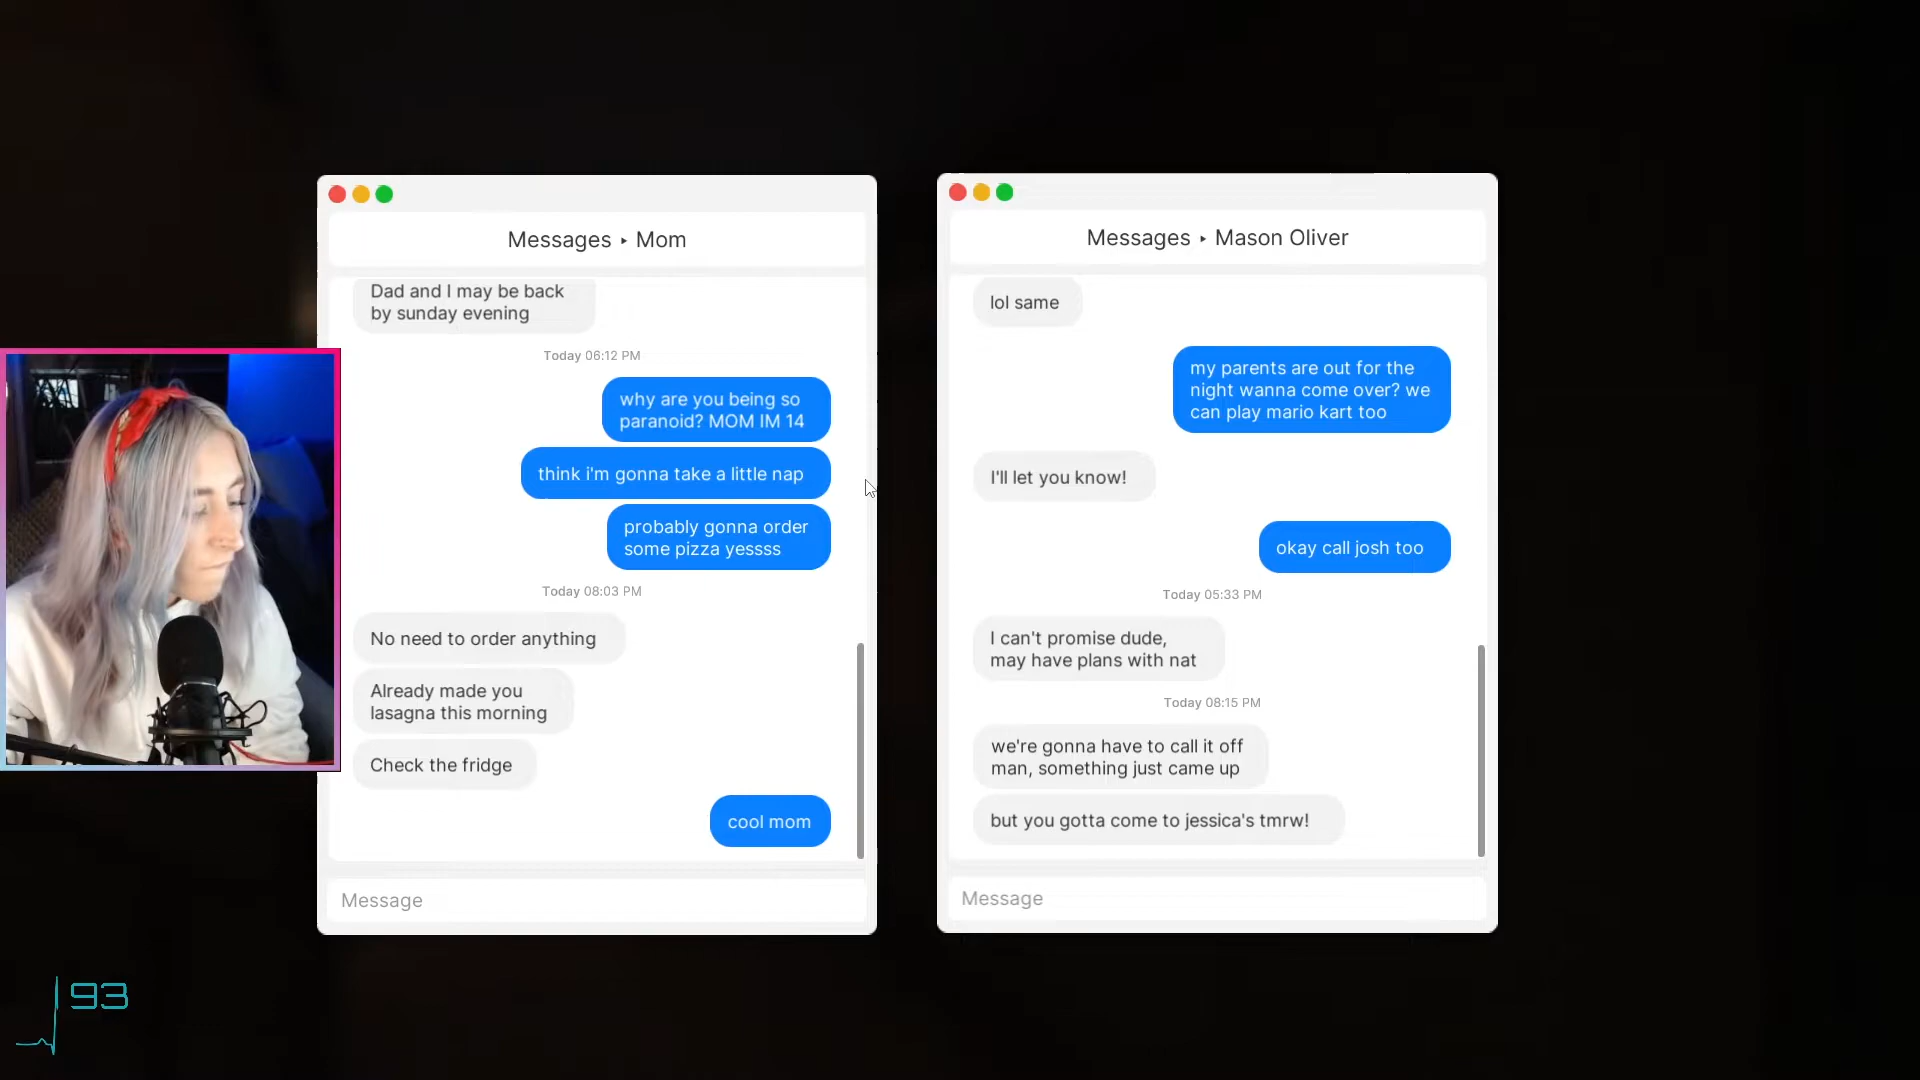 Messages ▸ Mom
Dad and I may be back
by sunday evening
Today 06:12 PM
why are you being so
paranoid? MOM IM 14
think i'm gonna take a little nap
probably gonna order
some pizza yessss
Today 08:03 PM
No need to order anything
Already made you
lasagna this morning
Check the fridge
cool mom
Message
Messages ▸ Mason Oliver
lol same
my parents are out for the
night wanna come over? we
can play mario kart too
I'll let you know!
okay call josh too
Today 05:33 PM
I can't promise dude,
may have plans with nat
Today 08:15 PM
we're gonna have to call it off
man, something just came up
but you gotta come to jessica's tmrw!
Message
93